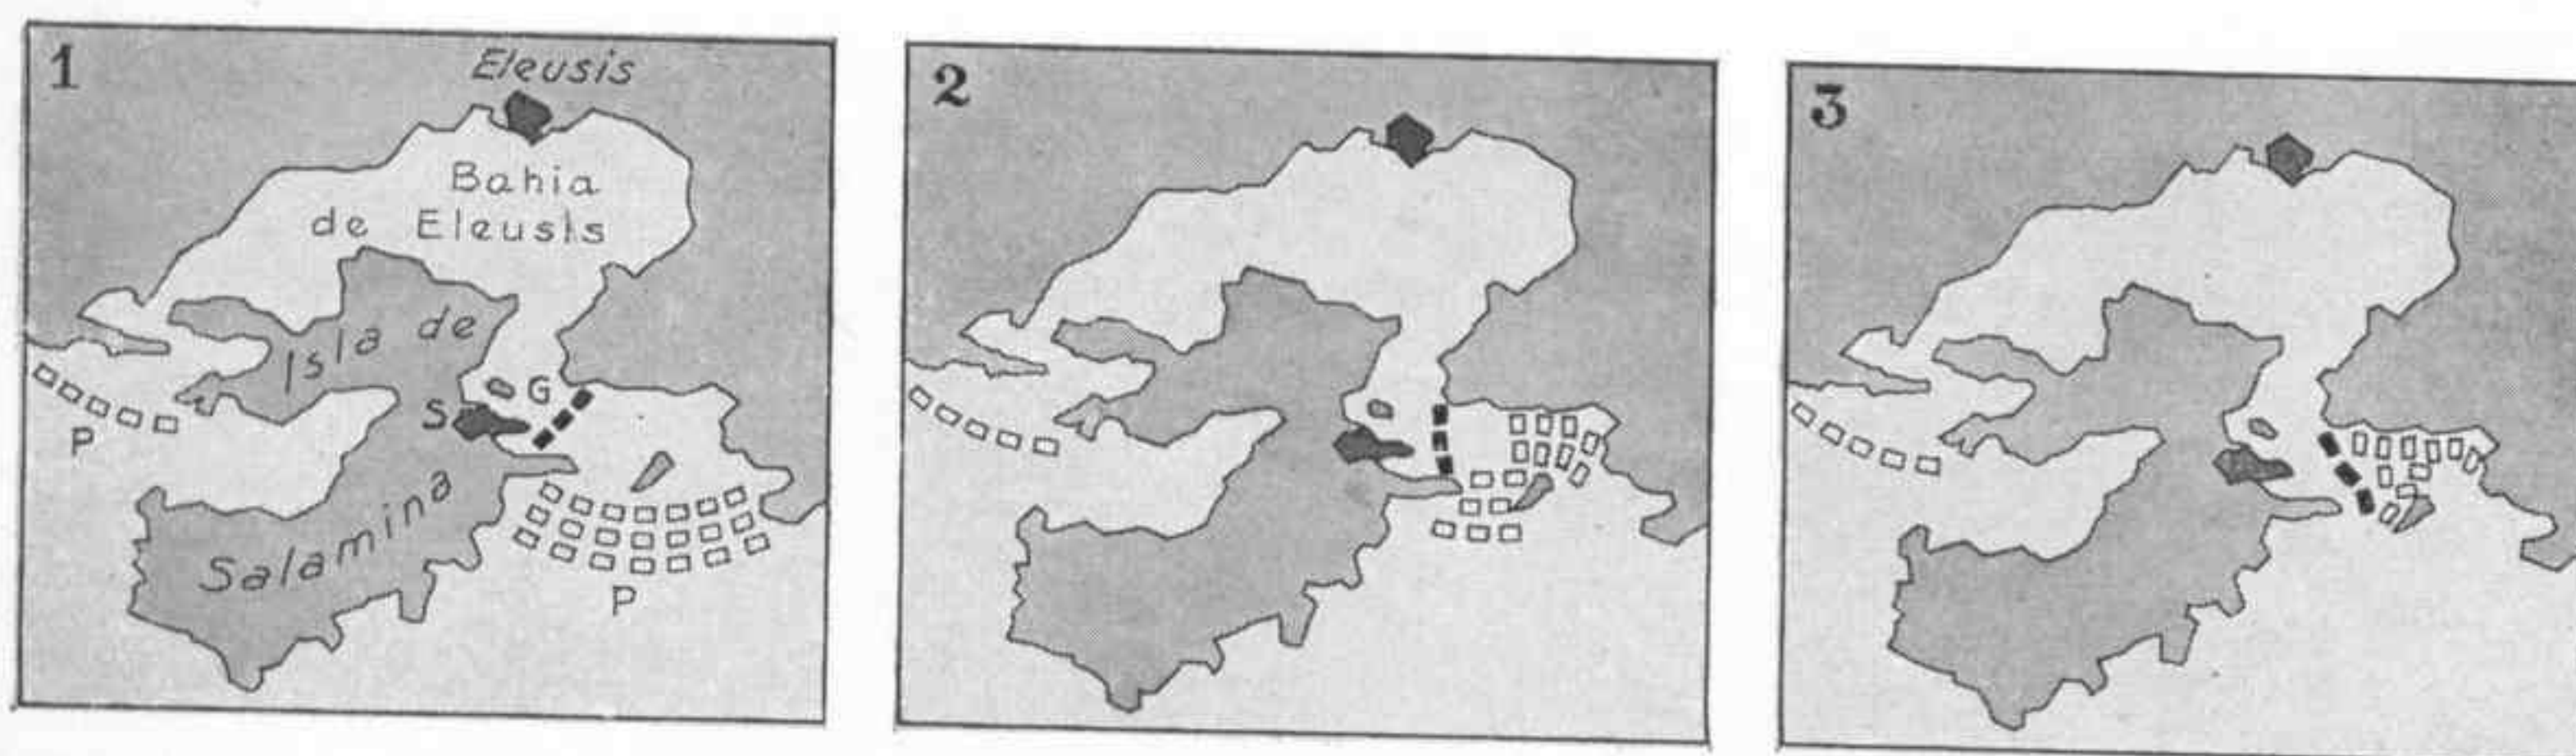 1
Eleusis
Bahia
de Eleusis
Isla de
G
S
P
Salamina
P
2
3